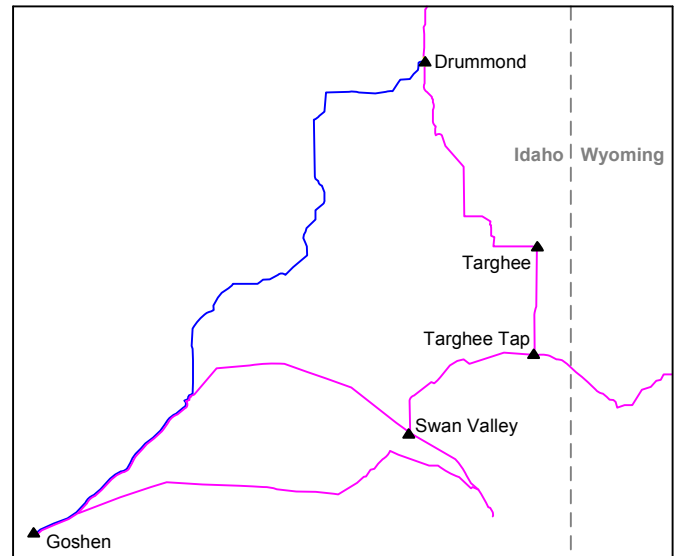 Drummond
Idaho Wyoming
Targhee
Targhee Tap
Swan Valley
Goshen